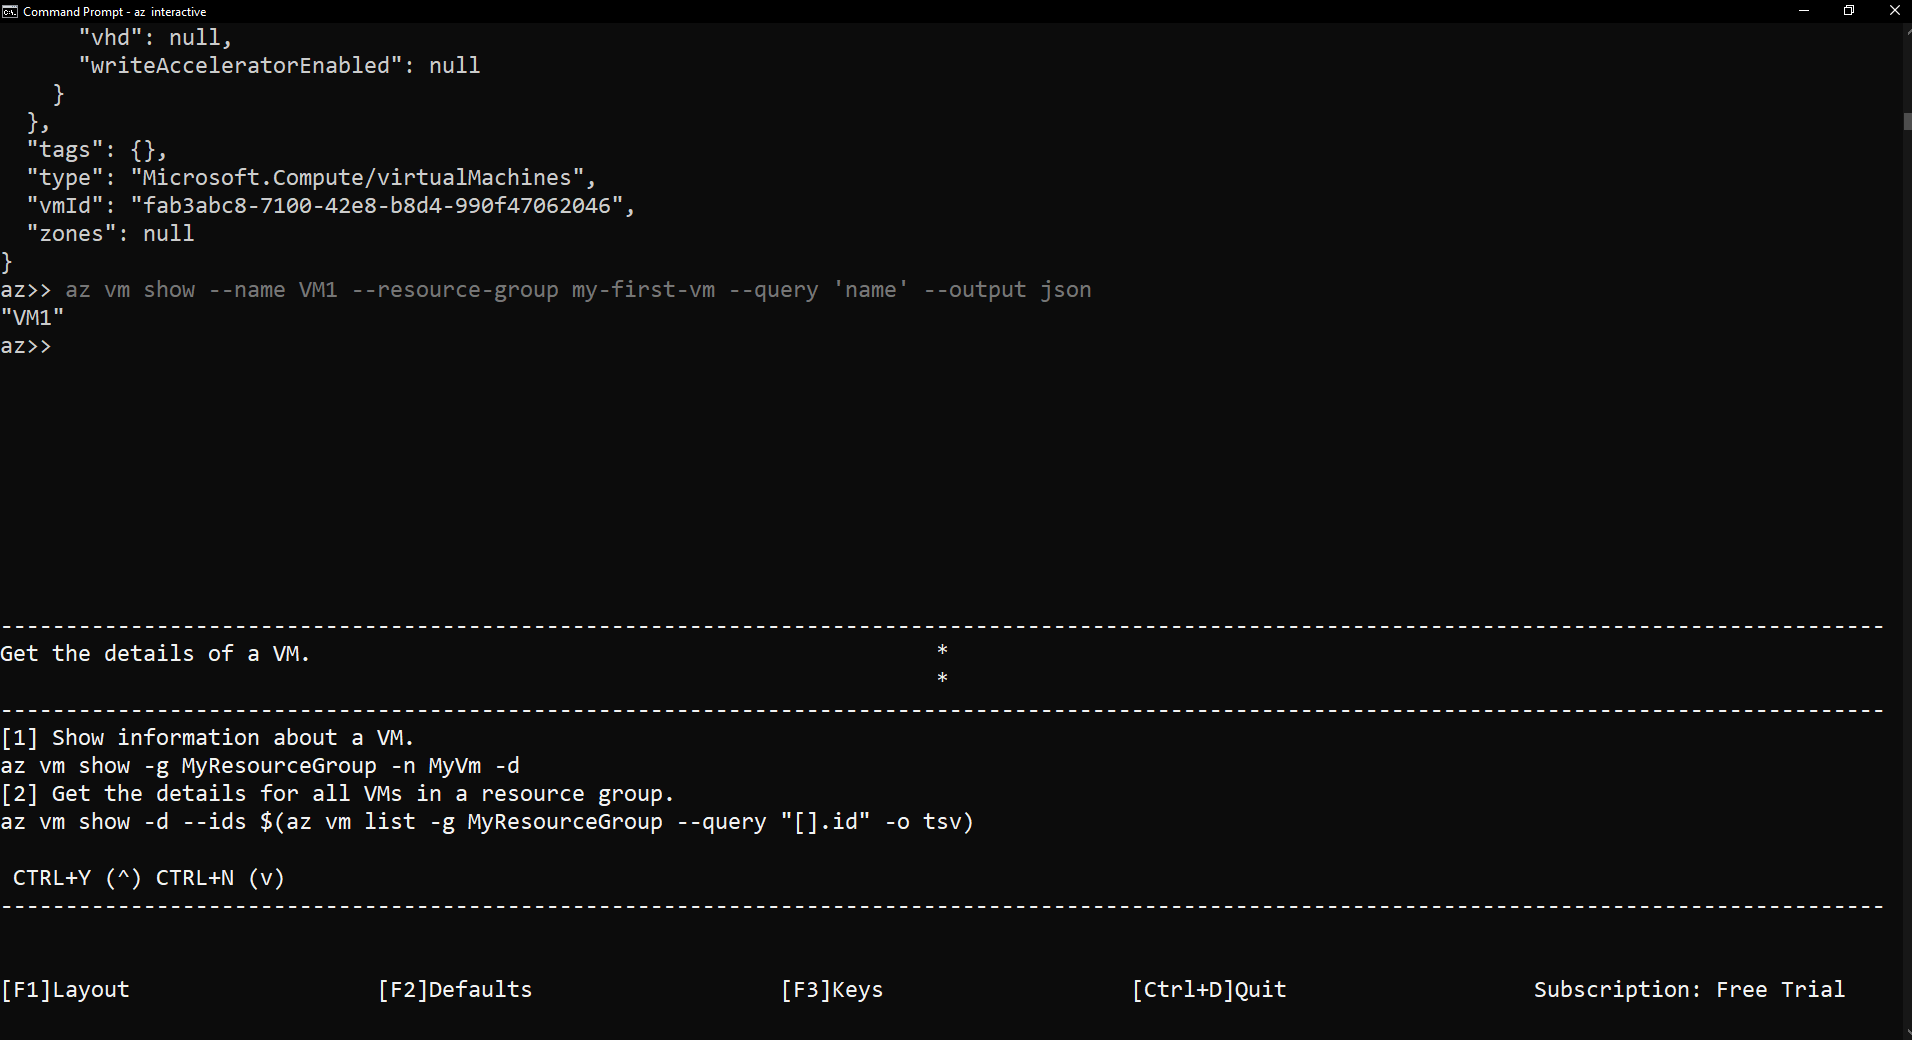 Command Prompt - az interactive
"vhd": null,
"writeAcceleratorEnabled": null
}
},
"tags": {},
"type": "Microsoft.Compute/virtualMachines",
"vmId": "fab3abc8-7100-42e8-b8d4-990f47062046",
"zones": null
}
az>> az vm show --name VM1 --resource-group my-first-vm --query 'name' --output json
"VM1"
az>>
Get the details of a VM. *
*
[1] Show information about a VM.
az vm show -g MyResourceGroup -n MyVm -d
[2] Get the details for all VMs in a resource group.
az vm show -d --ids $(az vm list -g MyResourceGroup --query "[].id" -o tsv)
CTRL+Y (^) CTRL+N (v)
[F1]Layout [F2]Defaults [F3]Keys [Ctrl+D]Quit Subscription: Free Trial